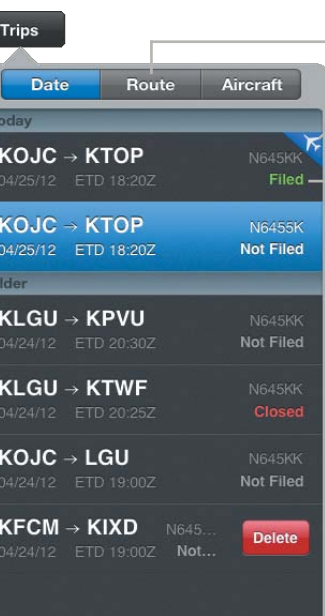 Trips
Date Route Aircraft
oday
KOJC → KTOP N645KK
04/25/12 ETD 18:20Z Filed
KOJC → KTOP N6455K
04/25/12 ETD 18:20Z Not Filed
lder
KLGU → KPVU N645KK
04/24/12 ETD 20:30Z Not Filed
KLGU → KTWF N645KK
04/24/12 ETD 20:25Z Closed
KOJC → LGU N645KK
04/24/12 ETD 19:00Z Not Filed
KFCM → KIXD N645...
04/24/12 ETD 19:00Z Not...
Delete